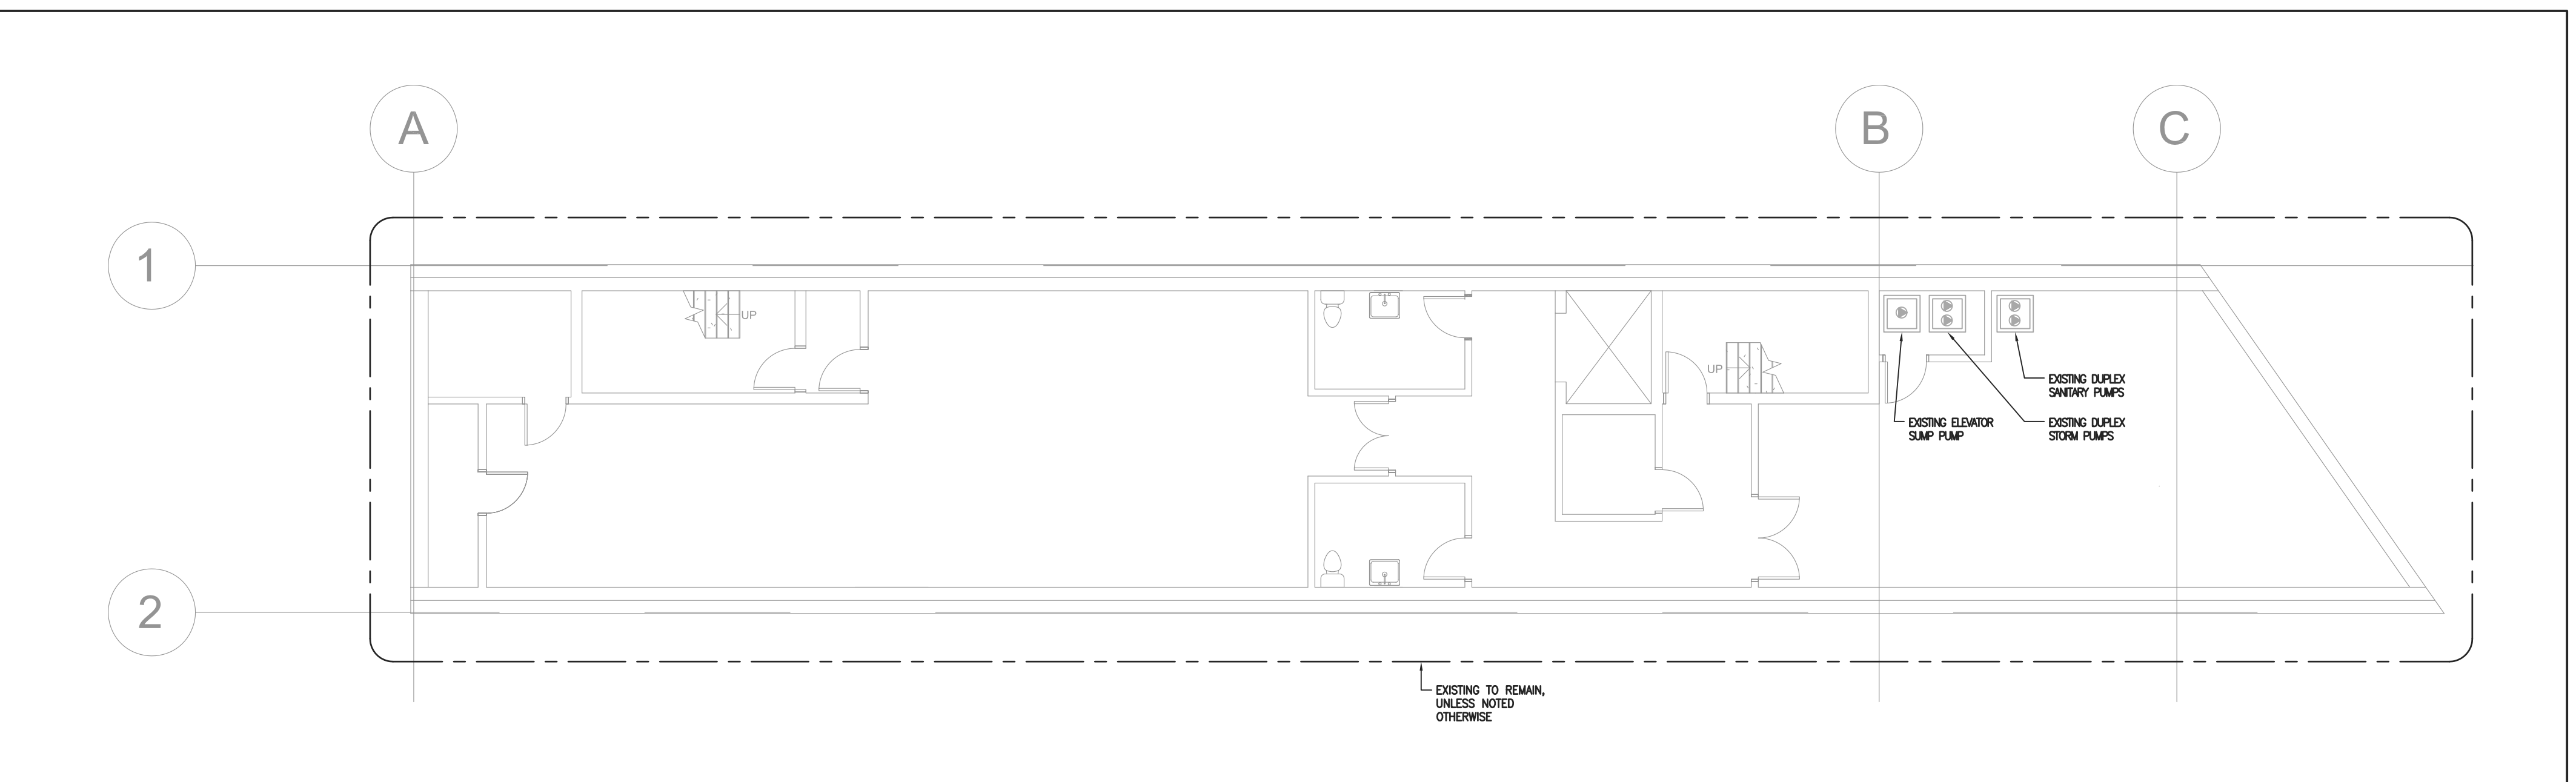 A
B
C
1
UP
UP
EXISTING DUPLEX
SANITARY PUMPS
EXISTING ELEVATOR
SUMP PUMP
EXISTING DUPLEX
STORM PUMPS
2
EXISTING TO REMAIN,
UNLESS NOTED
OTHERWISE